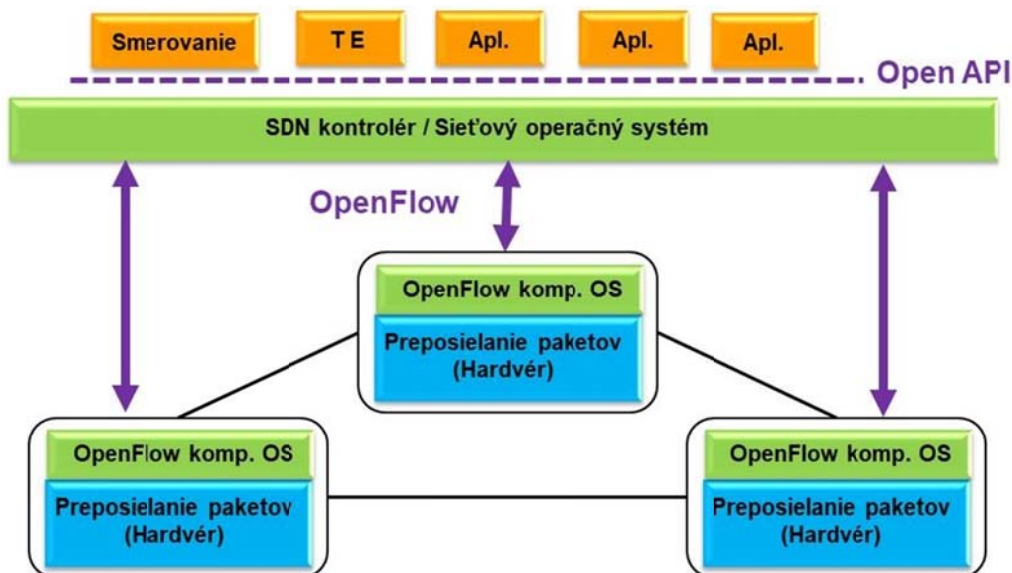 Smerovanie
T E
Apl.
Apl.
Apl.
Open API
SDN kontrolér / Sieťový operačný systém
OpenFlow
OpenFlow komp. OS
Preposielanie paketov
(Hardvér)
OpenFlow komp. OS
Preposielanie paketov
(Hardvér)
OpenFlow komp. OS
Preposielanie paketov
(Hardvér)